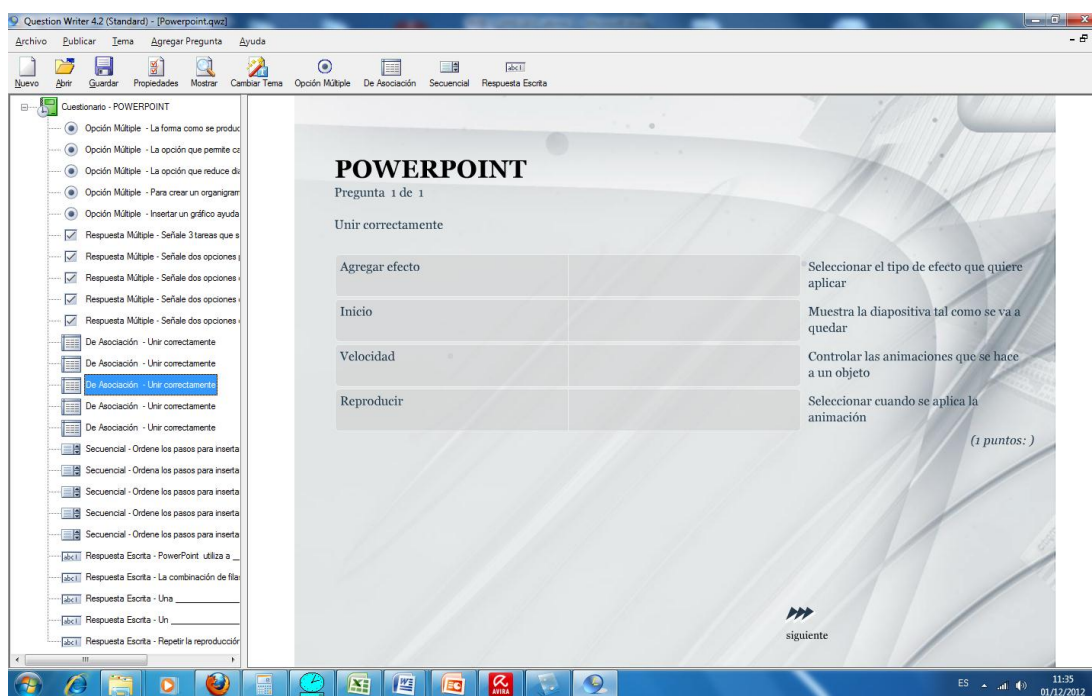 Question Writer 4.2 (Standard) - [Powerpoint.qwz]
Archivo Publicar Tema Agregar Pregunta Ayuda
Nuevo Abrir Guardar Propiedades Mostrar Cambiar Tema Opción Múltiple De Asociación Secuencial Respuesta Escrita
Cuestionario - POWERPOINT
Opción Múltiple - La forma como se produc
Opción Múltiple - La opción que permite ca
Opción Múltiple - La opción que reduce dia
Opción Múltiple - Para crear un organigram
Opción Múltiple - Insertar un gráfico ayuda
Respuesta Múltiple - Señale 3 tareas que s
Respuesta Múltiple - Señale dos opciones
Respuesta Múltiple - Señale dos opciones
Respuesta Múltiple - Señale dos opciones
Respuesta Múltiple - Señale dos opciones
De Asociación - Unir correctamente
De Asociación - Unir correctamente
De Asociación - Unir correctamente
De Asociación - Unir correctamente
De Asociación - Unir correctamente
Secuencial - Ordene los pasos para inserta
Secuencial - Ordena los pasos para inserta
Secuencial - Ordene los pasos para inserta
Secuencial - Ordene los pasos para inserta
Secuencial - Ordene los pasos para inserta
Respuesta Escrita - PowerPoint utiliza a __
Respuesta Escrita - La combinación de filas
Respuesta Escrita - Una ____________
Respuesta Escrita - Un ____________
Respuesta Escrita - Repetir la reproducción
POWERPOINT
Pregunta 1 de 1
Unir correctamente
Agregar efecto
Inicio
Velocidad
Reproducir
Seleccionar el tipo de efecto que quiere
aplicar
Muestra la diapositiva tal como se va a
quedar
Controlar las animaciones que se hace
a un objeto
Seleccionar cuando se aplica la
animación
(1 puntos: )
siguiente
AVIRA
ES
11:35